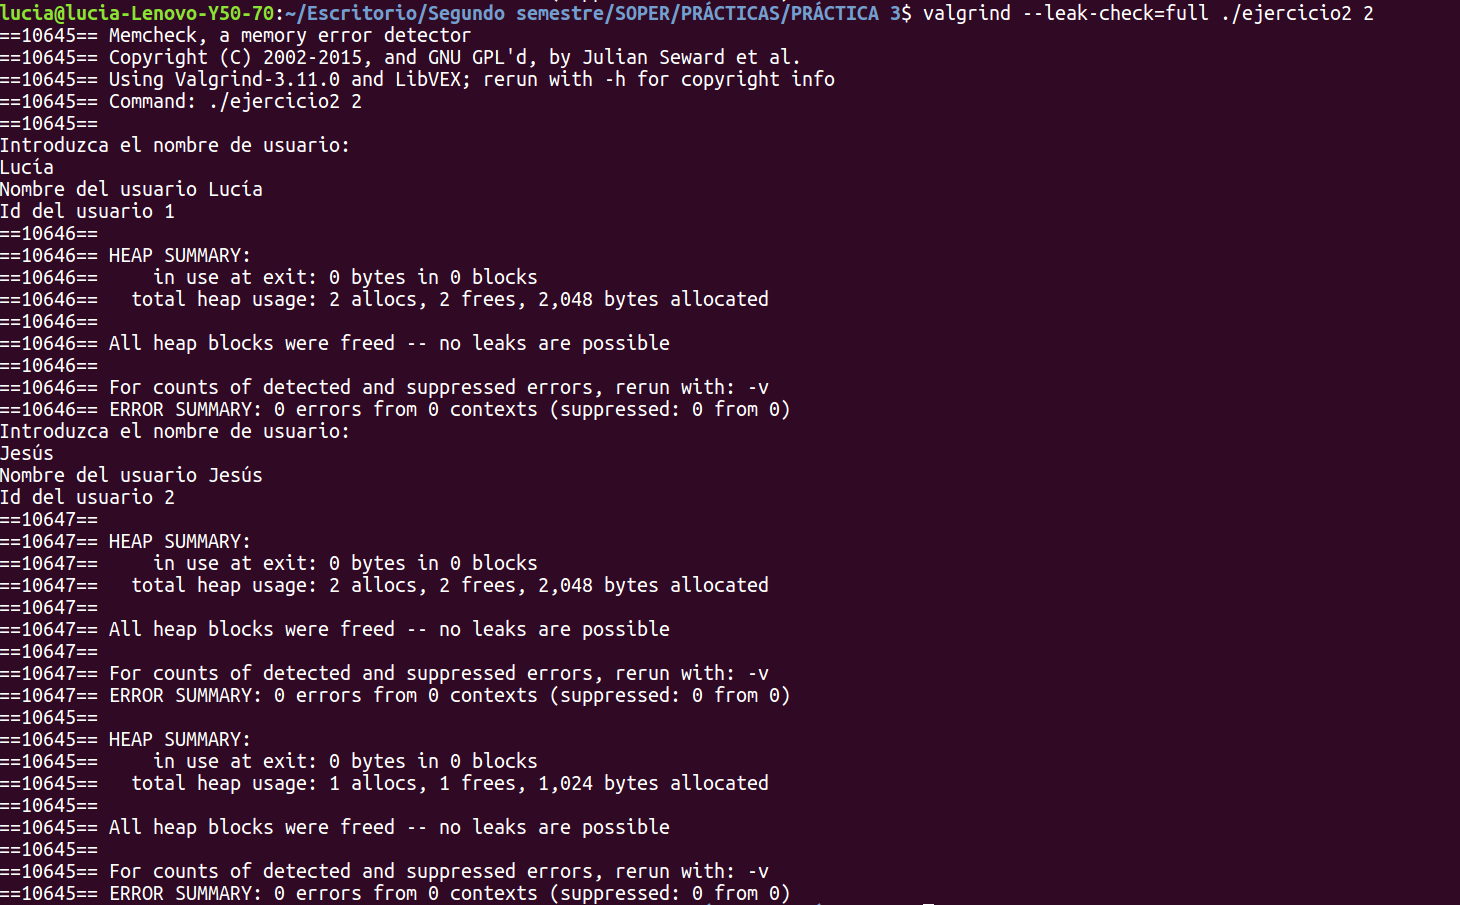 lucia@lucia-Lenovo-Y50-70:~/Escritorio/Segundo semestre/SOPER/PRÁCTICAS/PRÁCTICA 3$ valgrind --leak-check=full ./ejercicio2 2
==10645== Memcheck, a memory error detector
==10645== Copyright (C) 2002-2015, and GNU GPL'd, by Julian Seward et al.
==10645== Using Valgrind-3.11.0 and LibVEX; rerun with -h for copyright info
==10645== Command: ./ejercicio2 2
==10645==
Introduzca el nombre de usuario:
Lucía
Nombre del usuario Lucía
Id del usuario 1
==10646==
==10646== HEAP SUMMARY:
==10646==     in use at exit: 0 bytes in 0 blocks
==10646==   total heap usage: 2 allocs, 2 frees, 2,048 bytes allocated
==10646==
==10646== All heap blocks were freed -- no leaks are possible
==10646==
==10646== For counts of detected and suppressed errors, rerun with: -v
==10646== ERROR SUMMARY: 0 errors from 0 contexts (suppressed: 0 from 0)
Introduzca el nombre de usuario:
Jesús
Nombre del usuario Jesús
Id del usuario 2
==10647==
==10647== HEAP SUMMARY:
==10647==     in use at exit: 0 bytes in 0 blocks
==10647==   total heap usage: 2 allocs, 2 frees, 2,048 bytes allocated
==10647==
==10647== All heap blocks were freed -- no leaks are possible
==10647==
==10647== For counts of detected and suppressed errors, rerun with: -v
==10647== ERROR SUMMARY: 0 errors from 0 contexts (suppressed: 0 from 0)
==10645==
==10645== HEAP SUMMARY:
==10645==     in use at exit: 0 bytes in 0 blocks
==10645==   total heap usage: 1 allocs, 1 frees, 1,024 bytes allocated
==10645==
==10645== All heap blocks were freed -- no leaks are possible
==10645==
==10645== For counts of detected and suppressed errors, rerun with: -v
==10645== ERROR SUMMARY: 0 errors from 0 contexts (suppressed: 0 from 0)